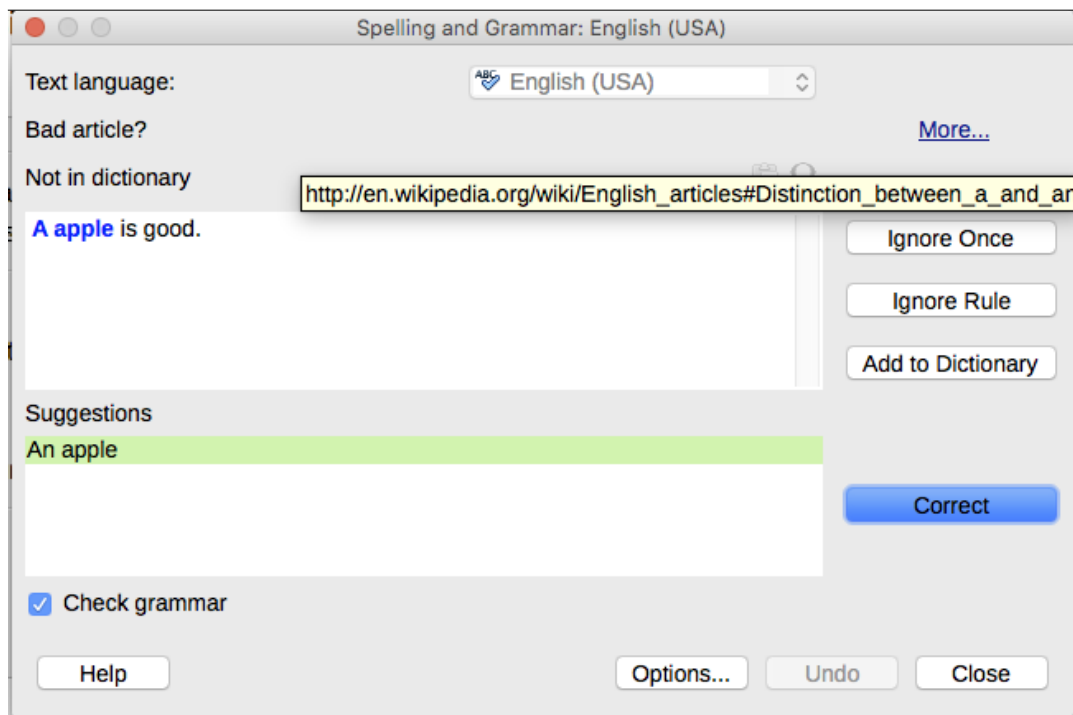 Spelling and Grammar: English (USA)
Text language:
ABC English (USA)
Bad article?
More...
Not in dictionary
http://en.wikipedia.org/wiki/English_articles#Distinction_between_a_and_an
A apple is good.
Ignore Once
Ignore Rule
Add to Dictionary
Suggestions
An apple
Correct
Check grammar
Help
Options...
Undo
Close